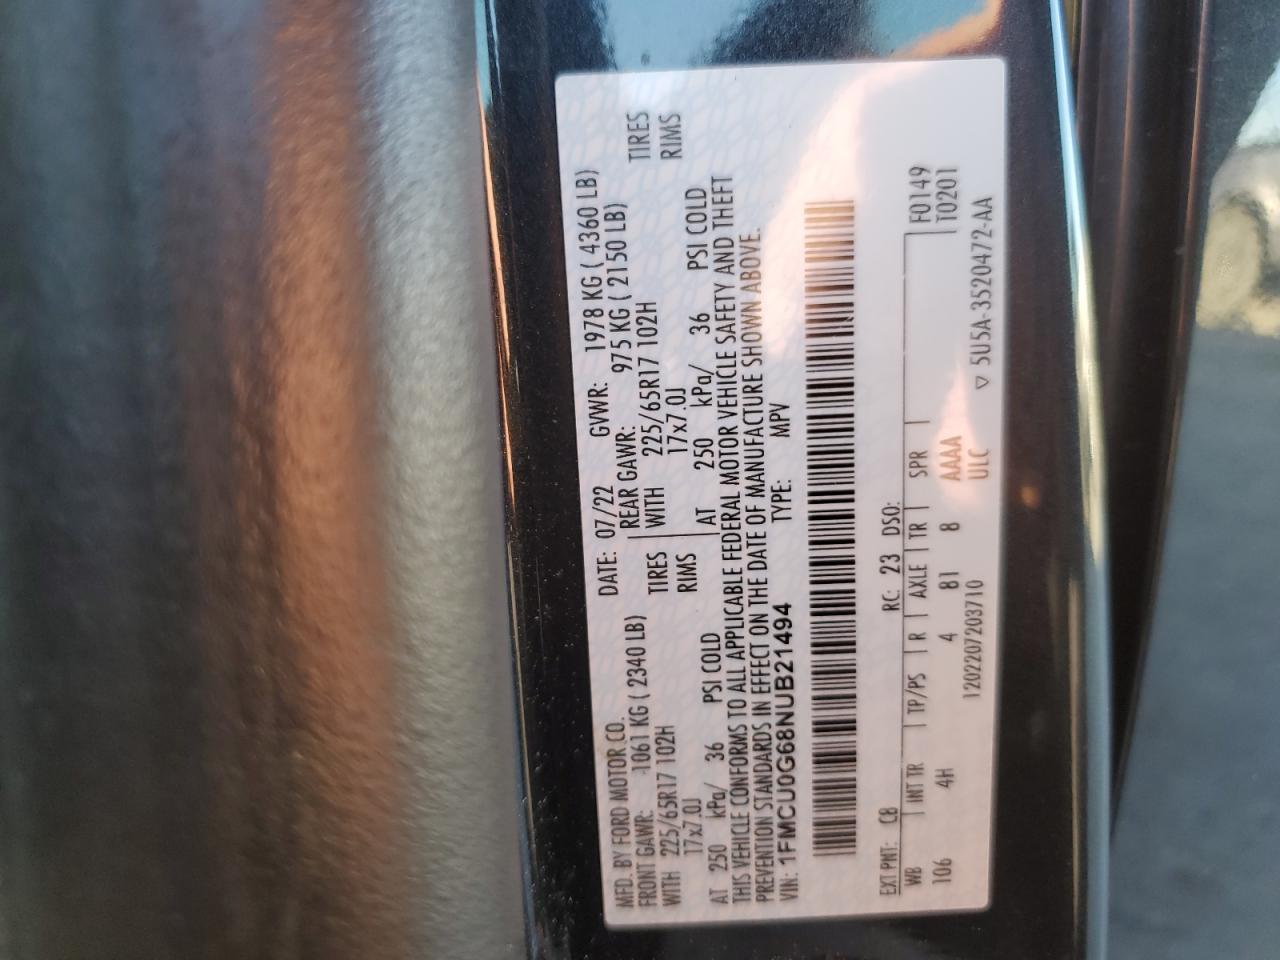 MFD. BY FORD MOTOR CO.
DATE: 07/22 GVWR: 1978 KG ( 4360 LB)
FRONT GAWR: 1061 KG ( 2340 LB) REAR GAWR: 975 KG ( 2150 LB)
WITH 225/65R17 102H TIRES WITH 225/65R17 102H TIRES
17x7.0J RIMS 17x7.0J RIMS
AT 250 kPa/ 36 PSI COLD AT 250 kPa/ 36 PSI COLD
THIS VEHICLE CONFORMS TO ALL APPLICABLE FEDERAL MOTOR VEHICLE SAFETY AND THEFT
PREVENTION STANDARDS IN EFFECT ON THE DATE OF MANUFACTURE SHOWN ABOVE.
VIN: 1FMCU0G68NUB21494 TYPE: MPV
EXT PNT: C8 RC: 23 DSO: F0149
WB INT TR TP/PS R AXLE TR SPR T0201
106 4H 4 81 8 AAAA
1202207203710 ULC
▽ 5U5A-3520472-AA